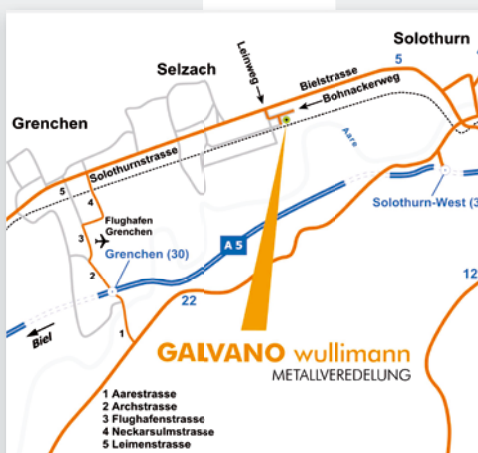 Solothurn
5
Leinweg
Bielstrasse
Bohnackerweg
Selzach
Grenchen
Aare
Solothurnstrasse
5
4
Flughafen
Grenchen
3
Solothurn-West (3
A 5
Grenchen (30)
2
12
22
Biel
1
GALVANO wullimann
METALLVEREDELUNG
1 Aarestrasse
2 Archstrasse
3 Flughafenstrasse
4 Neckarsulmstrasse
5 Leimenstrasse